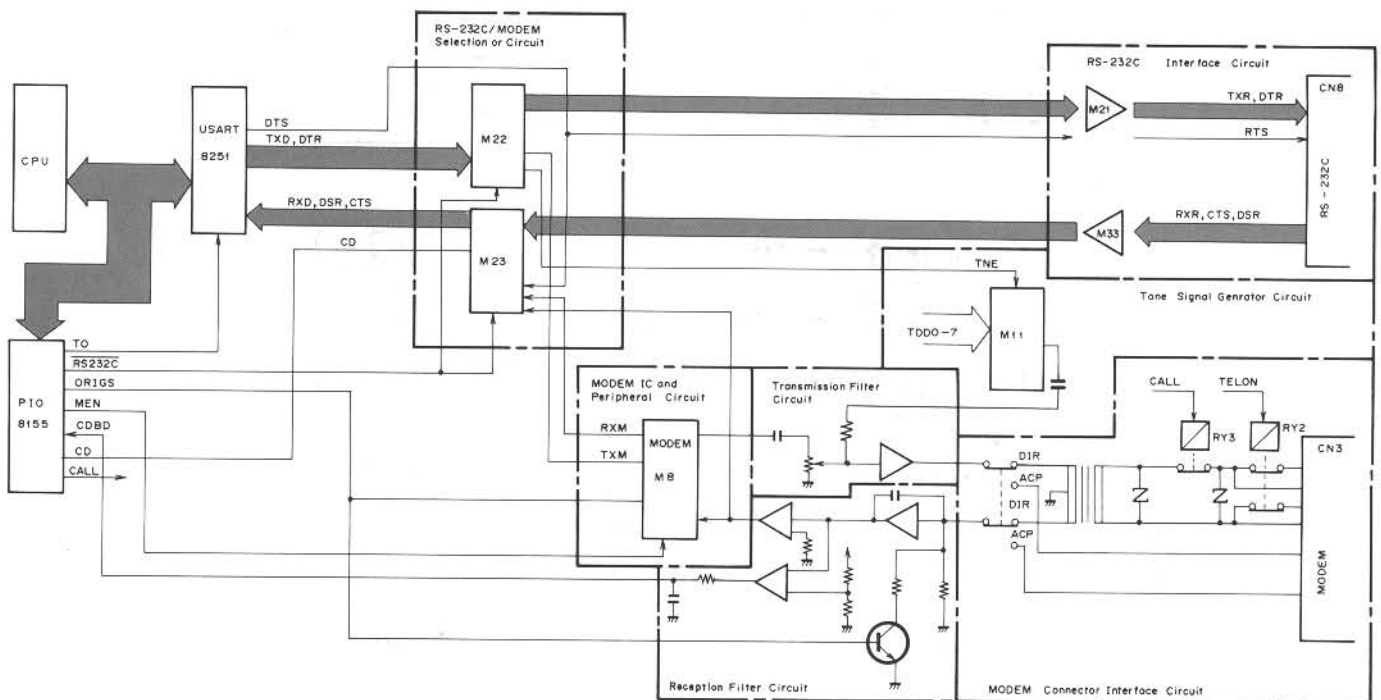 RS-232C/MODEM
Selection or Circuit
RS-232C Interface Circuit
CPU
USART
8251
DTS
TXD, DTR
RXD, DSR, CTS
CD
M22
M23
M21
TXR, DTR
RTS
CN8
RS-232C
M33
RXR, CTS, DSR
TNE
Tone Signal Genrator Circuit
TDD0-7
M11
PIO
8155
TO
RS232C
ORIGS
MEN
CDBD
CD
CALL
MODEM IC and
Peripheral Circuit
RXM
TXM
MODEM
M8
Transmission Filter
Circuit
CALL
TELON
RY3
RY2
CN3
MODEM
DIR
ACP
DIR
ACP
Reception Filter Circuit
MODEM Connector Interface Circuit